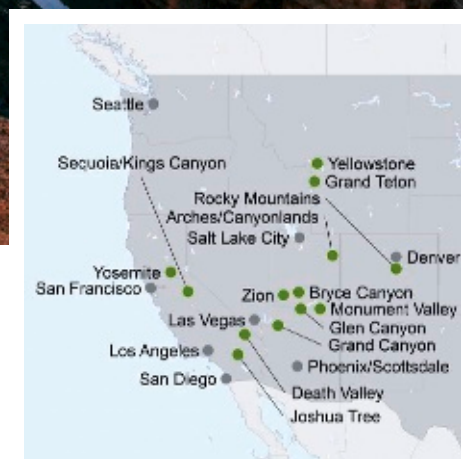 Seattle
Sequoia/Kings Canyon
Yellowstone
Grand Teton
Rocky Mountains
Arches/Canyonlands
Salt Lake City
Denver
Yosemite
San Francisco
Zion
Bryce Canyon
Monument Valley
Las Vegas
Glen Canyon
Grand Canyon
Los Angeles
Phoenix/Scottsdale
San Diego
Death Valley
Joshua Tree